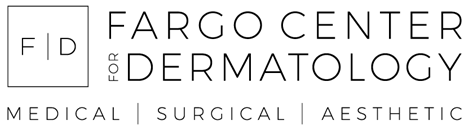 F | D
FARGO CENTER
FOR DERMATOLOGY
MEDICAL | SURGICAL | AESTHETIC